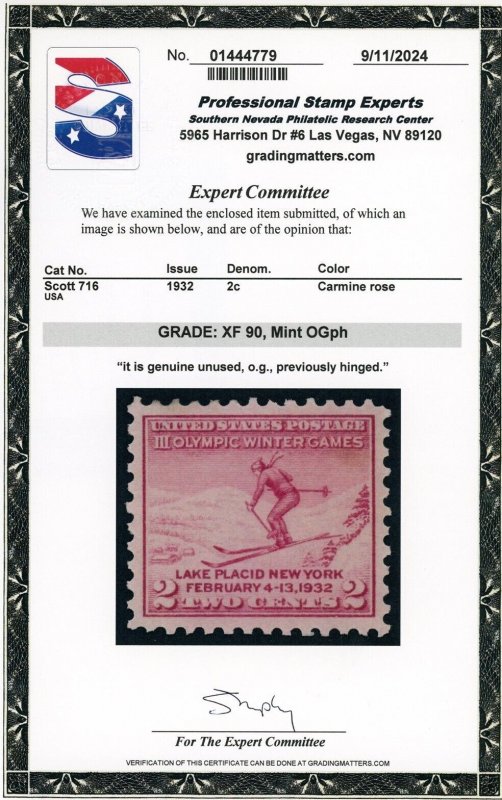 No. 01444779 9/11/2024
Professional Stamp Experts
Southern Nevada Philatelic Research Center
5965 Harrison Dr #6 Las Vegas, NV 89120
gradingmatters.com
Expert Committee
We have examined the enclosed item submitted, of which an
image is shown below, and are of the opinion that:
Cat No. Issue Denom. Color
Scott 716 1932 2c Carmine rose
USA
GRADE: XF 90, Mint OGph
“it is genuine unused, o.g., previously hinged.”
UNITED STATES POSTAGE
III OLYMPIC WINTER GAMES
LAKE PLACID NEW YORK
FEBRUARY 4-13, 1932
2 TWO CENTS 2
For The Expert Committee
VERIFICATION OF THIS CERTIFICATE CAN BE DONE AT GRADINGMATTERS.COM